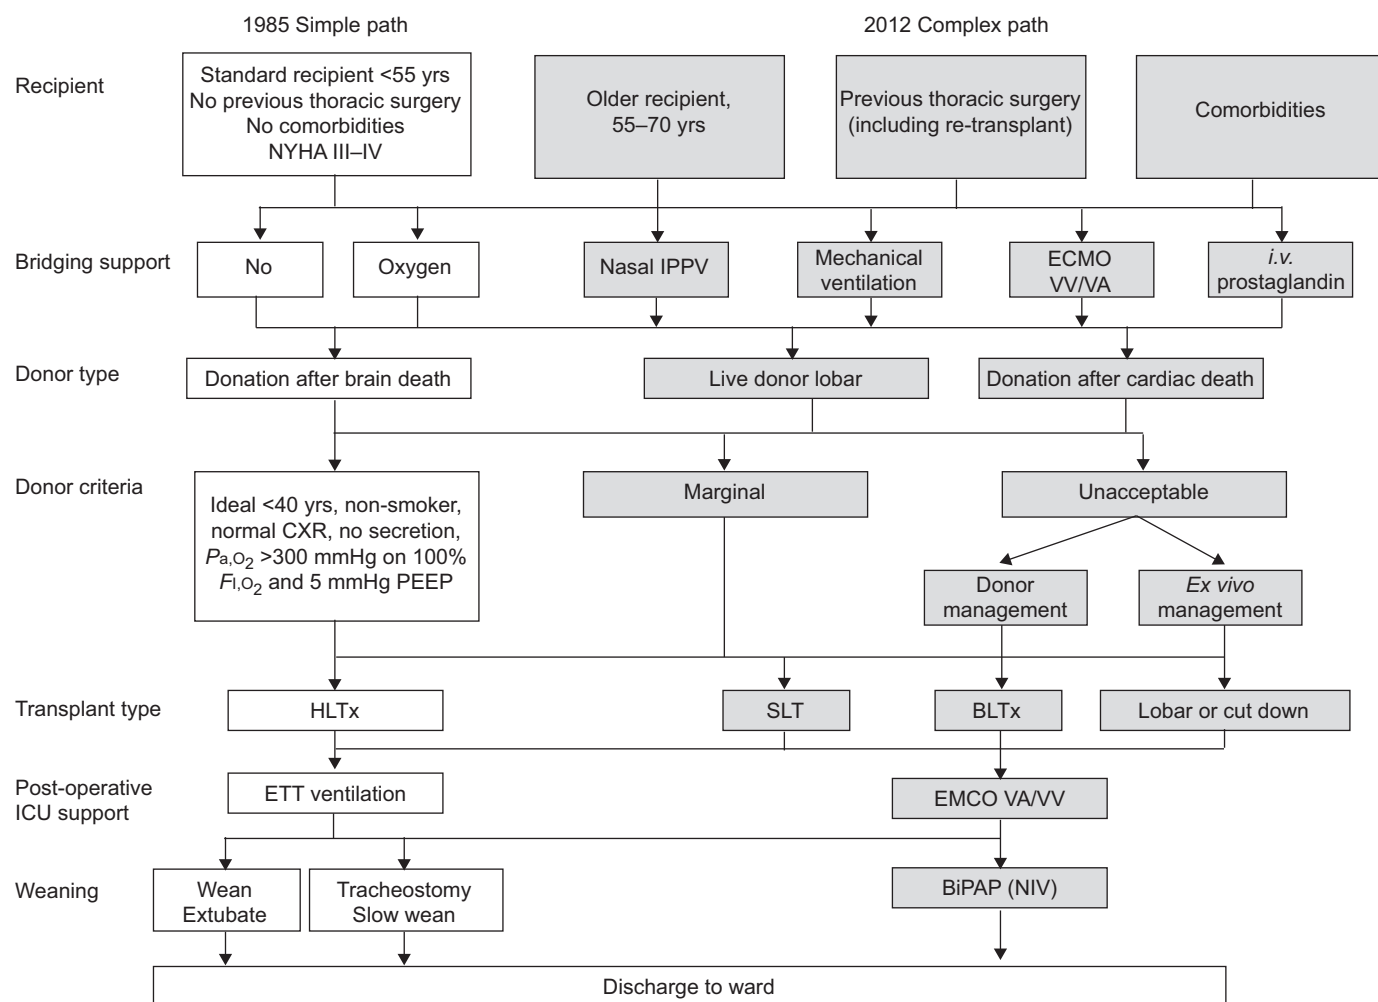 1985 Simple path
2012 Complex path
Recipient
Standard recipient <55 yrs
No previous thoracic surgery
No comorbidities
NYHA III–IV
Older recipient,
55–70 yrs
Previous thoracic surgery
(including re-transplant)
Comorbidities
Bridging support
No
Oxygen
Nasal IPPV
Mechanical
ventilation
ECMO
VV/VA
i.v.
prostaglandin
Donor type
Donation after brain death
Live donor lobar
Donation after cardiac death
Donor criteria
Ideal <40 yrs, non-smoker,
normal CXR, no secretion,
Pa,O2 >300 mmHg on 100%
FI,O2 and 5 mmHg PEEP
Marginal
Unacceptable
Donor
management
Ex vivo
management
Transplant type
HLTx
SLT
BLTx
Lobar or cut down
Post-operative
ICU support
ETT ventilation
EMCO VA/VV
Weaning
Wean
Extubate
Tracheostomy
Slow wean
BiPAP (NIV)
Discharge to ward